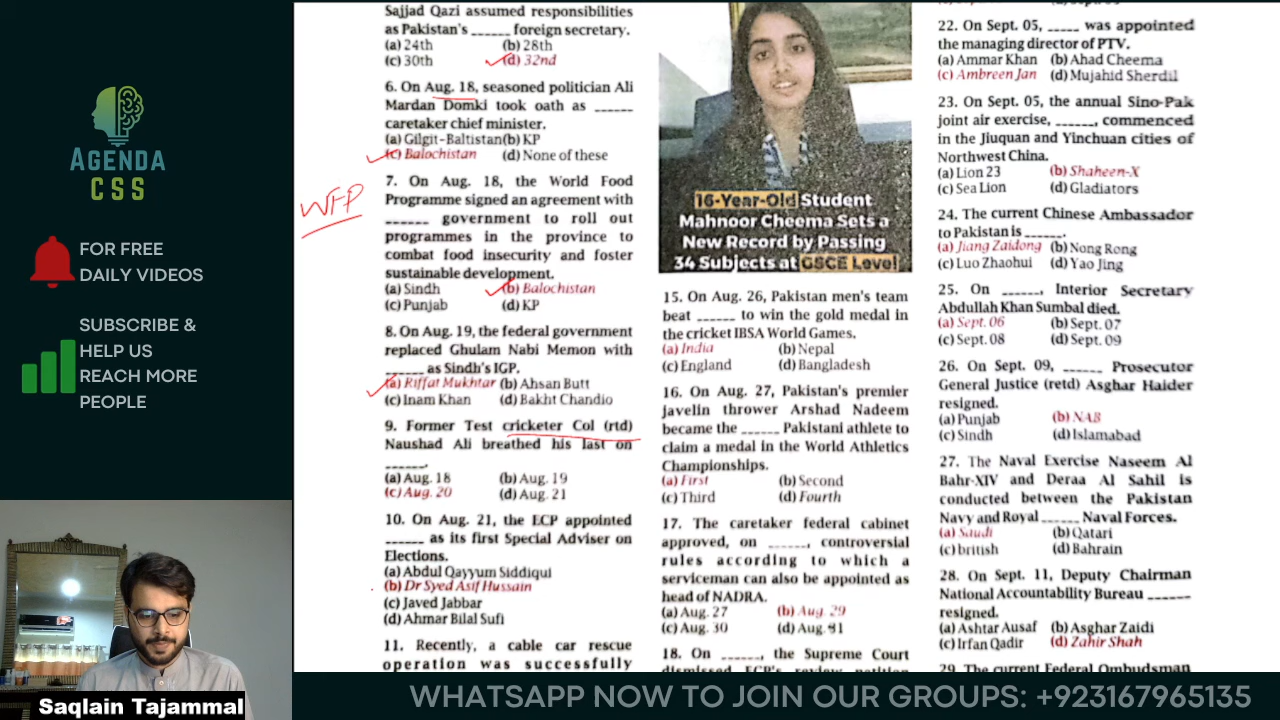 AGENDA
CSS
FOR FREE
DAILY VIDEOS
SUBSCRIBE &
HELP US
REACH MORE
PEOPLE
Saqlain Tajammal
Sajjad Qazi assumed responsibilities
as Pakistan's ______ foreign secretary.
(a) 24th (b) 28th
(c) 30th (d) 32nd
6. On Aug. 18, seasoned politician Ali
Mardan Domki took oath as ______
caretaker chief minister.
(a) Gilgit-Baltistan(b) KP
(c) Balochistan (d) None of these
WFP
7. On Aug. 18, the World Food
Programme signed an agreement with
______ government to roll out
programmes in the province to
combat food insecurity and foster
sustainable development.
(a) Sindh (b) Balochistan
(c) Punjab (d) KP
8. On Aug. 19, the federal government
replaced Ghulam Nabi Memon with
______ as Sindh's IGP.
(a) Riffat Mukhtar (b) Ahsan Butt
(c) Inam Khan (d) Bakht Chandio
9. Former Test cricketer Col (rtd)
Naushad Ali breathed his last on
______.
(a) Aug. 18 (b) Aug. 19
(c) Aug. 20 (d) Aug. 21
10. On Aug. 21, the ECP appointed
______ as its first Special Adviser on
Elections.
(a) Abdul Qayyum Siddiqui
(b) Dr Syed Asif Hussain
(c) Javed Jabbar
(d) Ahmar Bilal Sufi
11. Recently, a cable car rescue
operation was successfully
16-Year-Old Student
Mahnoor Cheema Sets a
New Record by Passing
34 Subjects at GSCE Level
15. On Aug. 26, Pakistan men's team
beat ______ to win the gold medal in
the cricket IBSA World Games.
(a) India (b) Nepal
(c) England (d) Bangladesh
16. On Aug. 27, Pakistan's premier
javelin thrower Arshad Nadeem
became the ______ Pakistani athlete to
claim a medal in the World Athletics
Championships.
(a) First (b) Second
(c) Third (d) Fourth
17. The caretaker federal cabinet
approved, on ______, controversial
rules according to which a
serviceman can also be appointed as
head of NADRA.
(a) Aug. 27 (b) Aug. 29
(c) Aug. 30 (d) Aug. 31
18. On ______, the Supreme Court
dismissed ECP's review petition
22. On Sept. 05, _____ was appointed
the managing director of PTV.
(a) Ammar Khan (b) Ahad Cheema
(c) Ambreen Jan (d) Mujahid Sherdil
23. On Sept. 05, the annual Sino-Pak
joint air exercise, ______, commenced
in the Jiuquan and Yinchuan cities of
Northwest China.
(a) Lion 23 (b) Shaheen-X
(c) Sea Lion (d) Gladiators
24. The current Chinese Ambassador
to Pakistan is ______.
(a) Jiang Zaidong (b) Nong Rong
(c) Luo Zhaohui (d) Yao Jing
25. On ______, Interior Secretary
Abdullah Khan Sumbal died.
(a) Sept. 06 (b) Sept. 07
(c) Sept. 08 (d) Sept. 09
26. On Sept. 09, ______ Prosecutor
General Justice (retd) Asghar Haider
resigned.
(a) Punjab (b) NAB
(c) Sindh (d) Islamabad
27. The Naval Exercise Naseem Al
Bahr-XIV and Deraa Al Sahil is
conducted between the Pakistan
Navy and Royal ______ Naval Forces.
(a) Saudi (b) Qatari
(c) british (d) Bahrain
28. On Sept. 11, Deputy Chairman
National Accountability Bureau ______
resigned.
(a) Ashtar Ausaf (b) Asghar Zaidi
(c) Irfan Qadir (d) Zahir Shah
29. The current Federal Ombudsman
WHATSAPP NOW TO JOIN OUR GROUPS: +923167965135